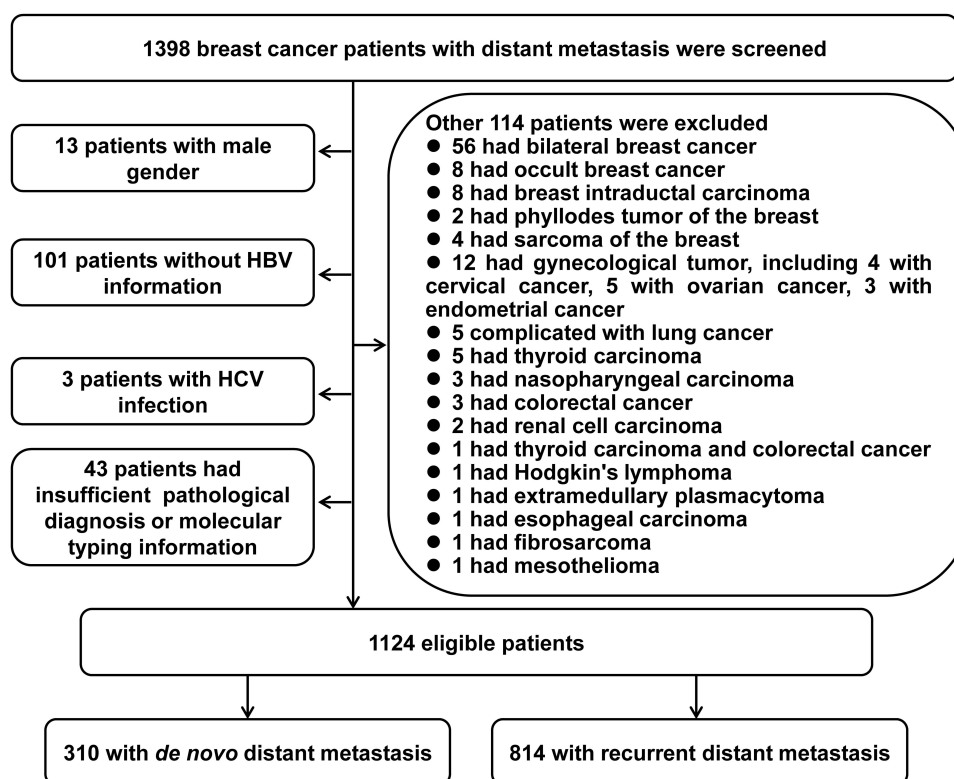 1398 breast cancer patients with distant metastasis were screened
13 patients with male
gender
101 patients without HBV
information
3 patients with HCV
infection
43 patients had
insufficient pathological
diagnosis or molecular
typing information
Other 114 patients were excluded
● 56 had bilateral breast cancer
● 8 had occult breast cancer
● 8 had breast intraductal carcinoma
● 2 had phyllodes tumor of the breast
● 4 had sarcoma of the breast
● 12 had gynecological tumor, including 4 with
cervical cancer, 5 with ovarian cancer, 3 with
endometrial cancer
● 5 complicated with lung cancer
● 5 had thyroid carcinoma
● 3 had nasopharyngeal carcinoma
● 3 had colorectal cancer
● 2 had renal cell carcinoma
● 1 had thyroid carcinoma and colorectal cancer
● 1 had Hodgkin's lymphoma
● 1 had extramedullary plasmacytoma
● 1 had esophageal carcinoma
● 1 had fibrosarcoma
● 1 had mesothelioma
1124 eligible patients
310 with de novo distant metastasis
814 with recurrent distant metastasis